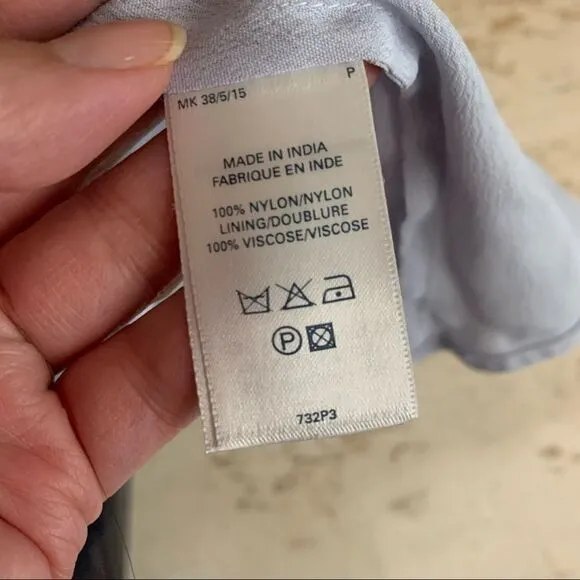 P
MK 38/5/15
MADE IN INDIA
FABRIQUE EN INDE
100% NYLON/NYLON
LINING/DOUBLURE
100% VISCOSE/VISCOSE
P
732P3